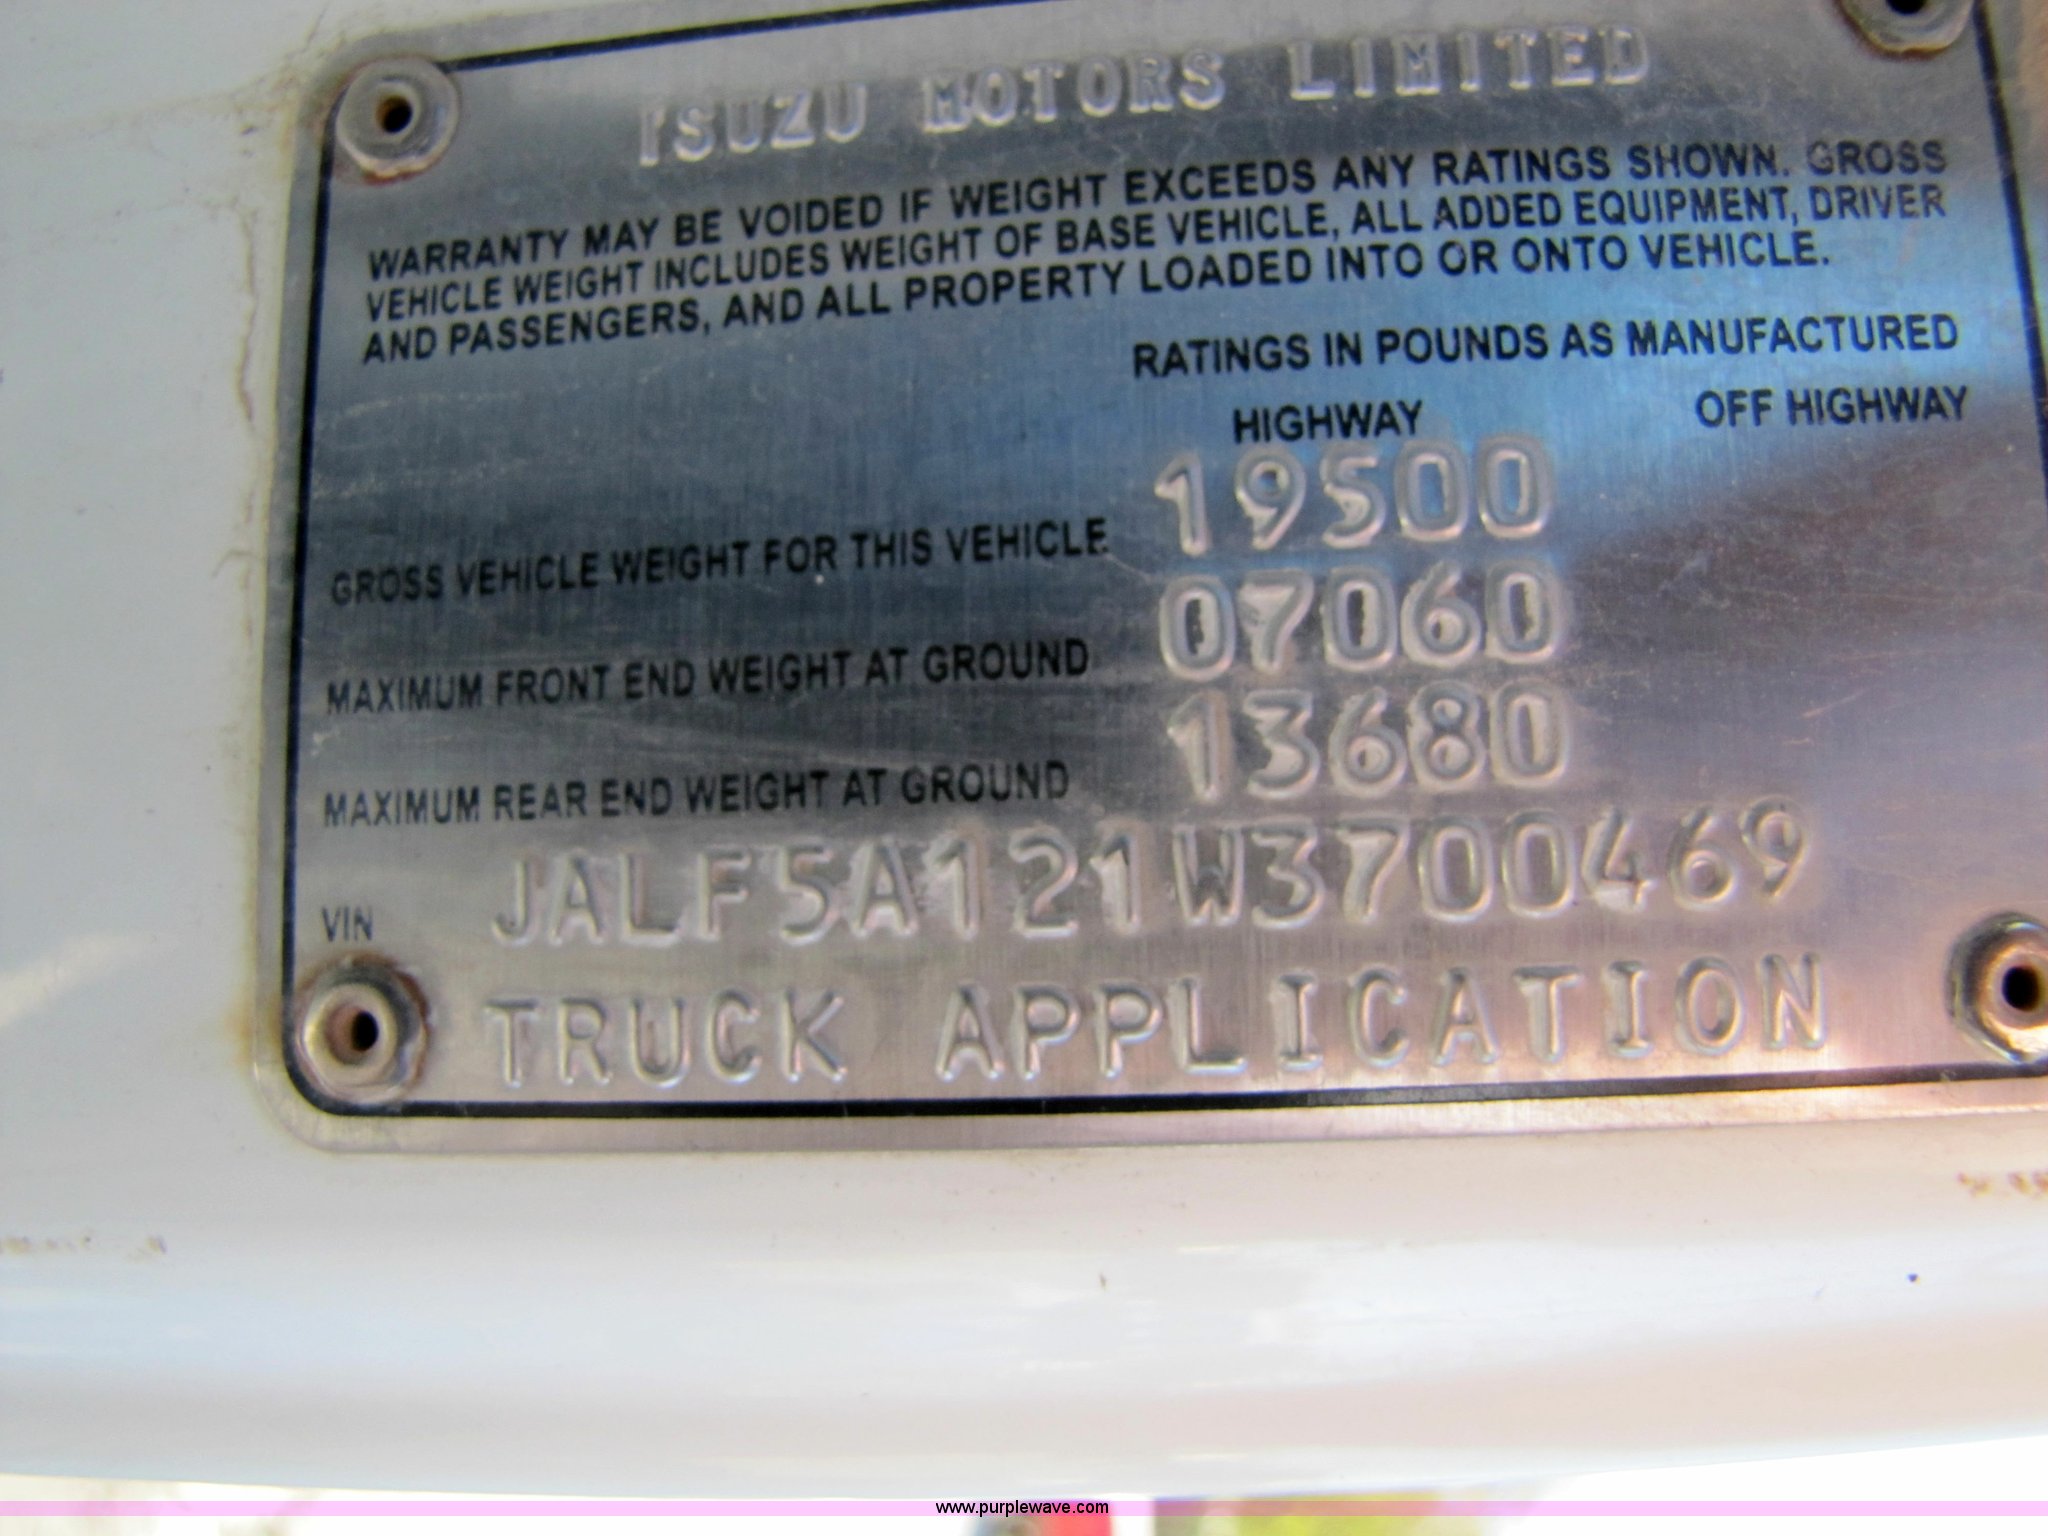 ISUZU MOTORS LIMITED
WARRANTY MAY BE VOIDED IF WEIGHT EXCEEDS ANY RATINGS SHOWN. GROSS
VEHICLE WEIGHT INCLUDES WEIGHT OF BASE VEHICLE, ALL ADDED EQUIPMENT, DRIVER
AND PASSENGERS, AND ALL PROPERTY LOADED INTO OR ONTO VEHICLE.
RATINGS IN POUNDS AS MANUFACTURED
HIGHWAY OFF HIGHWAY
GROSS VEHICLE WEIGHT FOR THIS VEHICLE 19500
MAXIMUM FRONT END WEIGHT AT GROUND 07060
MAXIMUM REAR END WEIGHT AT GROUND 13680
VIN JALF5A121W3700469
TRUCK APPLICATION
www.purplewave.com